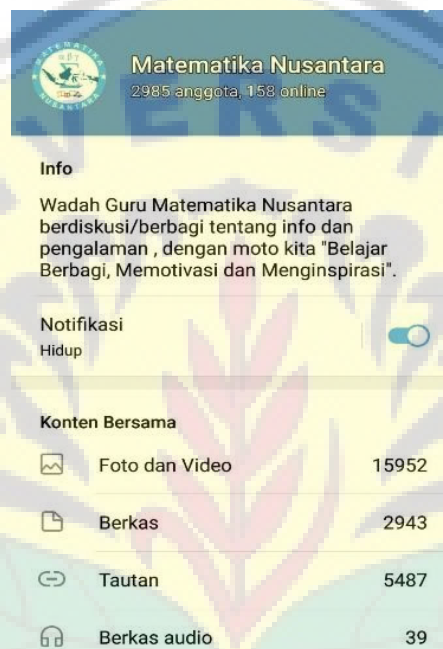 MATEMATIKA
NUSANTARA
Matematika Nusantara
2985 anggota, 158 online
Info
Wadah Guru Matematika Nusantara
berdiskusi/berbagi tentang info dan
pengalaman , dengan moto kita "Belajar
Berbagi, Memotivasi dan Menginspirasi".
Notifikasi
Hidup
Konten Bersama
Foto dan Video 15952
Berkas 2943
Tautan 5487
Berkas audio 39